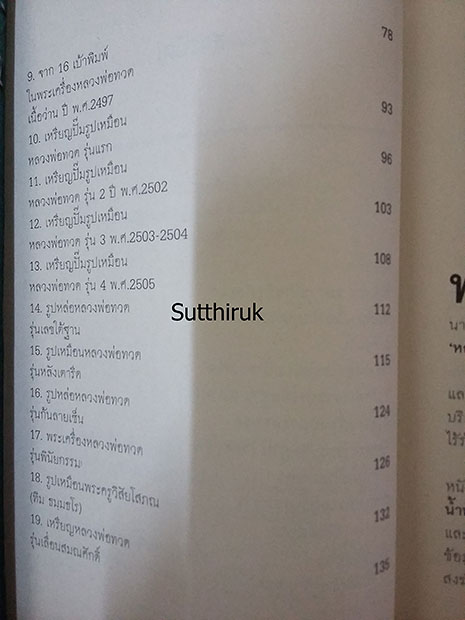 78
9. จาก 16 เบ้าพิมพ์
ในพระเครื่องหลวงพ่อทวด
เนื้อว่าน ปี พ.ศ.2497
93
10. เหรียญปั๊มรูปเหมือน
หลวงพ่อทวด รุ่นแรก
96
11. เหรียญปั๊มรูปเหมือน
หลวงพ่อทวด รุ่น 2 ปี พ.ศ.2502
103
12. เหรียญปั๊มรูปเหมือน
หลวงพ่อทวด รุ่น 3 พ.ศ.2503-2504
108
13. เหรียญปั๊มรูปเหมือน
หลวงพ่อทวด รุ่น 4 พ.ศ.2505
112
14. รูปหล่อหลวงพ่อทวด
รุ่นเลขใต้ฐาน
Sutthiruk
115
15. รูปเหมือนหลวงพ่อทวด
รุ่นหลังเตารีด
124
16. รูปหล่อหลวงพ่อทวด
รุ่นก้นลายเซ็น
126
17. พระเครื่องหลวงพ่อทวด
รุ่นพินัยกรรม
132
18. รูปเหมือนพระครูวิสัยโสภณ
(ทิม ธมฺมธโร)
135
19. เหรียญหลวงพ่อทวด
รุ่นเลื่อนสมณศักดิ์